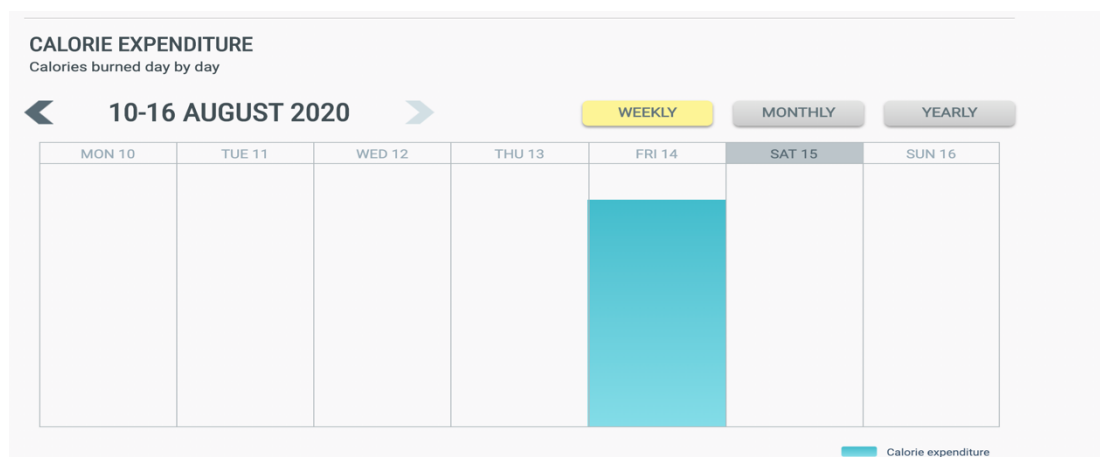 CALORIE EXPENDITURE
Calories burned day by day
10-16 AUGUST 2020 WEEKLY MONTHLY YEARLY
MON 10 TUE 11 WED 12 THU 13 FRI 14 SAT 15 SUN 16
Calorie expenditure